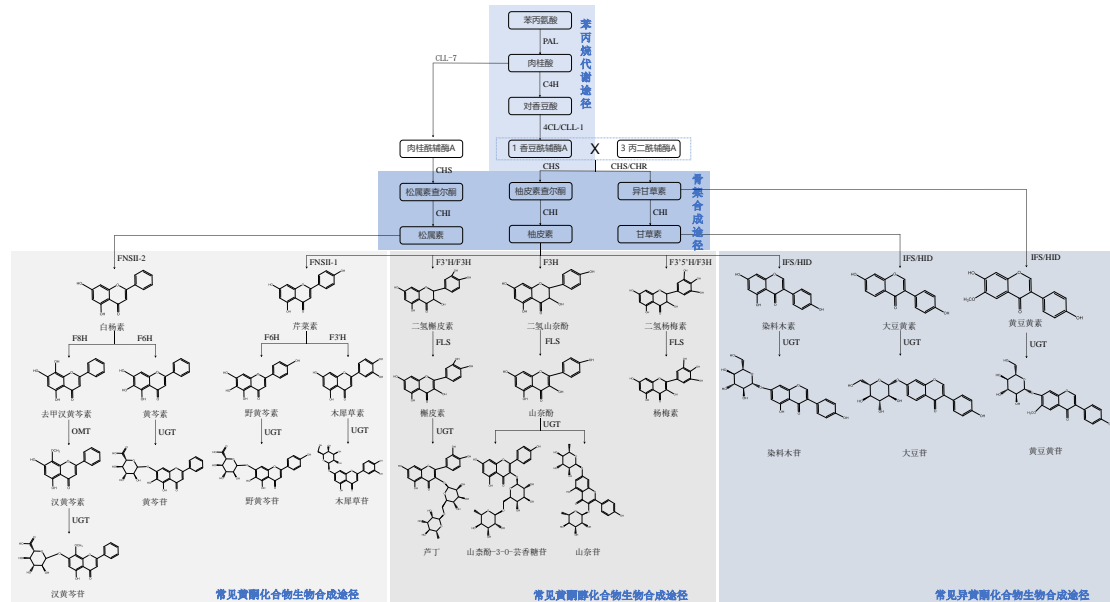 苯丙氨酸
苯丙烷代谢途径
PAL
CLL-7
肉桂酸
C4H
对香豆酸
4CL/CLL-1
肉桂酰辅酶A
1 香豆酰辅酶A
X
3 丙二酰辅酶A
CHS
CHS
CHS/CHR
骨架合成途径
松属素查尔酮
柚皮素查尔酮
异甘草素
CHI
CHI
CHI
松属素
柚皮素
甘草素
FNSII-2
FNSII-1
F3'H/F3H
F3H
F3'5'H/F3H
IFS/HID
IFS/HID
IFS/HID
白杨素
芹菜素
二氢槲皮素
二氢山奈酚
二氢杨梅素
染料木素
大豆黄素
黄豆黄素
F8H
F6H
F6H
F3'H
FLS
FLS
FLS
UGT
UGT
UGT
去甲汉黄芩素
黄芩素
野黄芩素
木犀草素
槲皮素
山奈酚
杨梅素
OMT
UGT
UGT
UGT
UGT
UGT
染料木苷
大豆苷
黄豆黄苷
汉黄芩素
黄芩苷
野黄芩苷
木犀草苷
UGT
芦丁
山柰酚-3-O-芸香糖苷
山奈苷
汉黄芩苷
常见黄酮化合物生物合成途径
常见黄酮醇化合物生物合成途径
常见异黄酮化合物生物合成途径